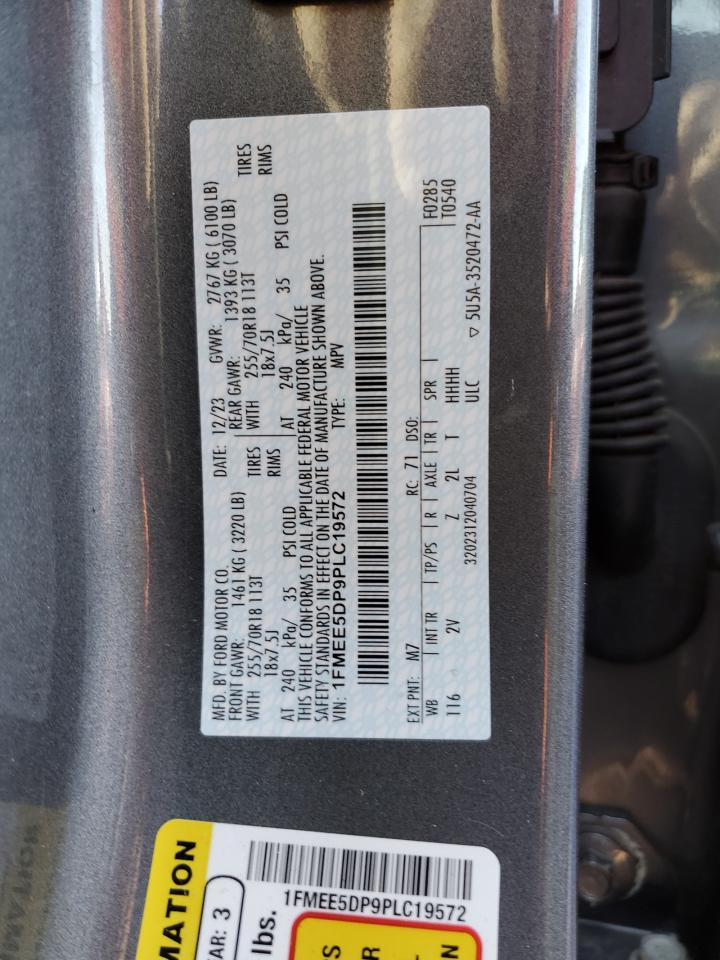 MFD. BY FORD MOTOR CO.
DATE: 12/23
GVWR: 2767 KG ( 6100 LB)
FRONT GAWR: 1461 KG ( 3220 LB)
REAR GAWR: 1393 KG ( 3070 LB)
WITH 255/70R18 113T TIRES
WITH 255/70R18 113T TIRES
18x7.5J RIMS
18x7.5J RIMS
AT 240 kPa/ 35 PSI COLD
AT 240 kPa/ 35 PSI COLD
THIS VEHICLE CONFORMS TO ALL APPLICABLE FEDERAL MOTOR VEHICLE
SAFETY STANDARDS IN EFFECT ON THE DATE OF MANUFACTURE SHOWN ABOVE.
VIN: 1FMEE5DP9PLC19572
TYPE: MPV
EXT PNT: M7 RC: 71 DSO: F0285
WB INT TR TP/PS R AXLE TR SPR T0540
116 2V Z 2L T HHHH
3202312040704 ULC ▽ 5U5A-3520472-AA
MATION
AR: 3
lbs.
1FMEE5DP9PLC19572
S
R
N